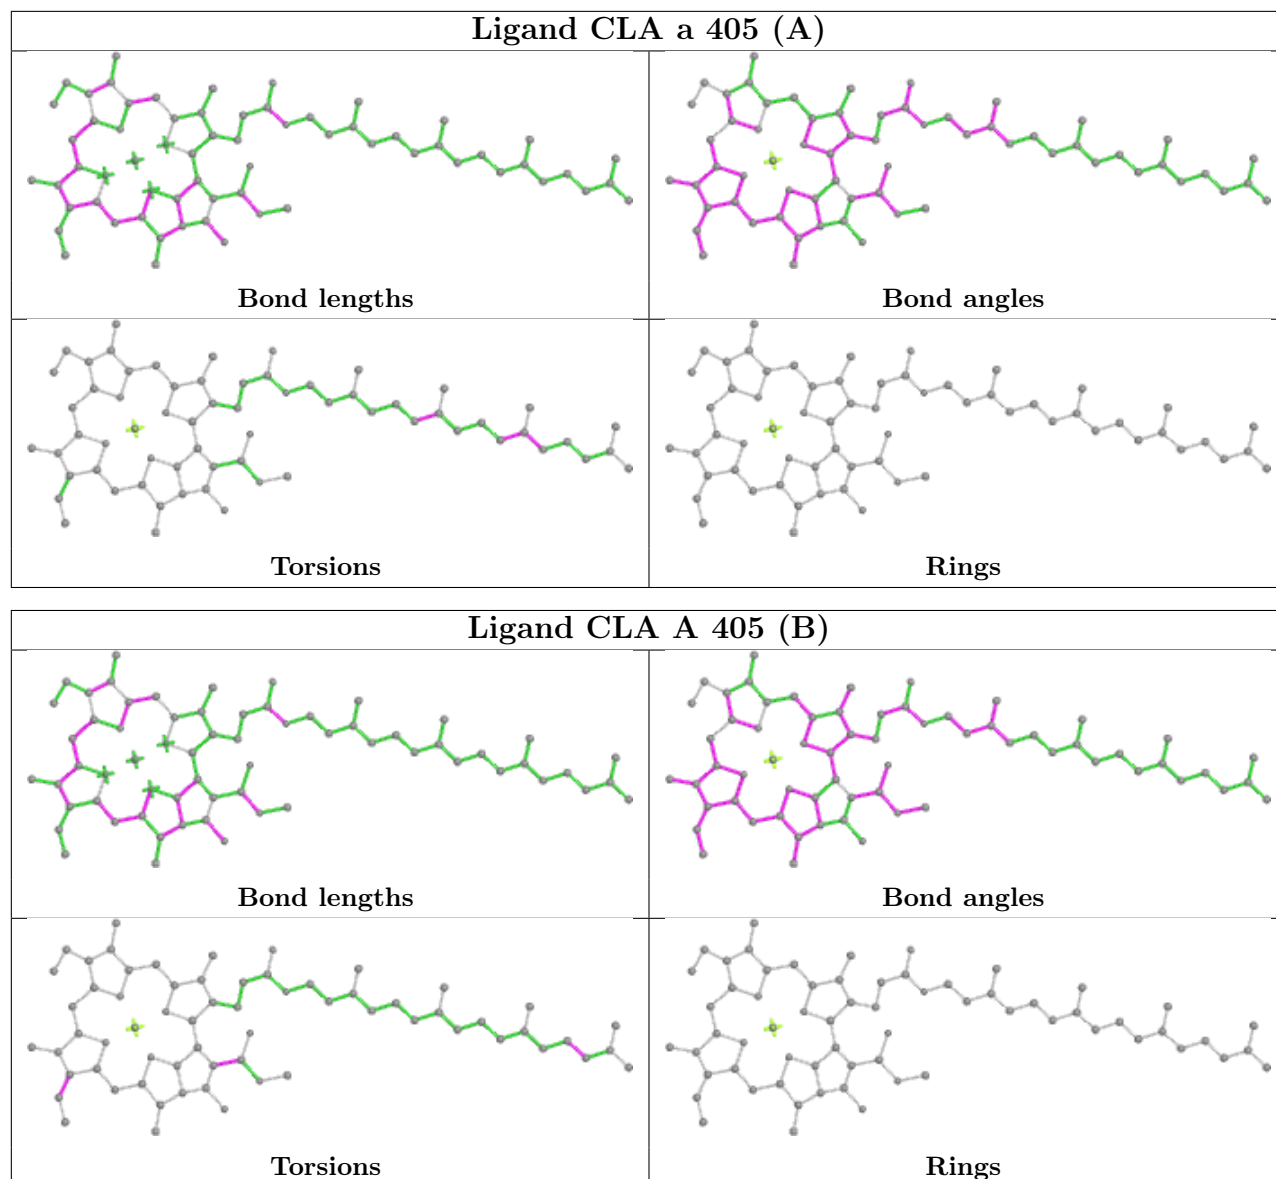 Ligand CLA a 405 (A)
Bond lengths
Bond angles
Torsions
Rings
Ligand CLA A 405 (B)
Bond lengths
Bond angles
Torsions
Rings